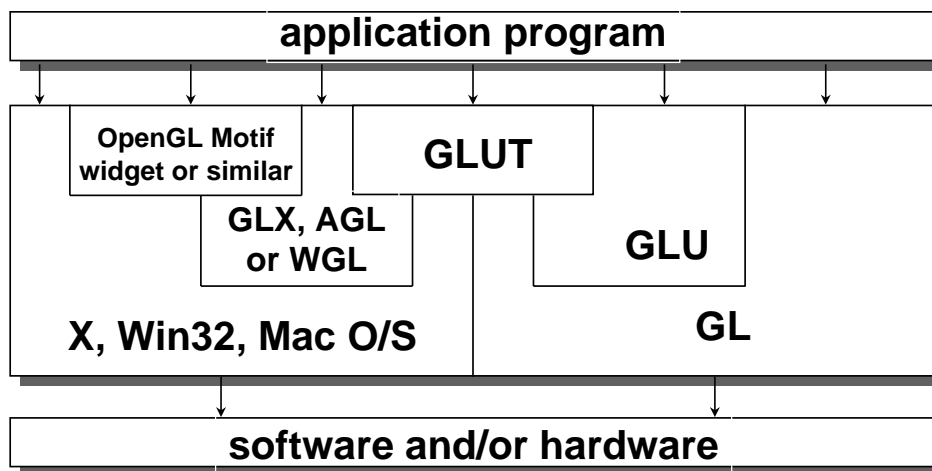 application program
OpenGL Motif
widget or similar
GLUT
GLX, AGL
or WGL
GLU
X, Win32, Mac O/S
GL
software and/or hardware